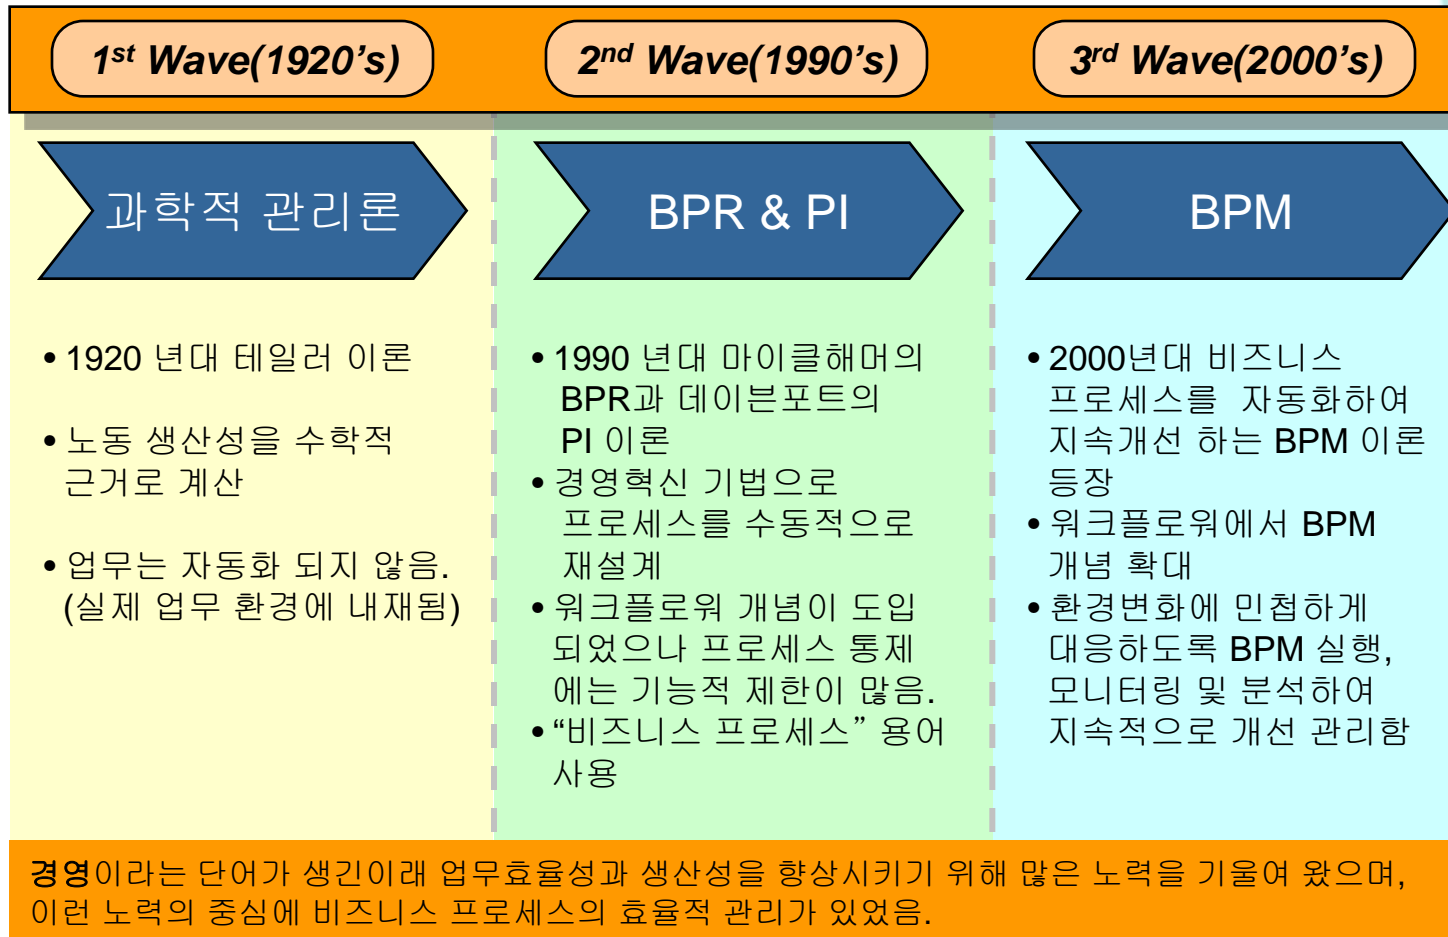 1st Wave(1920’s)
2nd Wave(1990’s)
3rd Wave(2000’s)
과학적 관리론
BPR & PI
BPM
• 1920 년대 테일러 이론
• 노동 생산성을 수학적
근거로 계산
• 업무는 자동화 되지 않음.
(실제 업무 환경에 내재됨)
• 1990 년대 마이클해머의
BPR과 데이븐포트의
PI 이론
• 경영혁신 기법으로
프로세스를 수동적으로
재설계
• 워크플로워 개념이 도입
되었으나 프로세스 통제
에는 기능적 제한이 많음.
• “비즈니스 프로세스” 용어
사용
• 2000년대 비즈니스
프로세스를 자동화하여
지속개선 하는 BPM 이론
등장
• 워크플로워에서 BPM
개념 확대
• 환경변화에 민첩하게
대응하도록 BPM 실행,
모니터링 및 분석하여
지속적으로 개선 관리함
경영이라는 단어가 생긴이래 업무효율성과 생산성을 향상시키기 위해 많은 노력을 기울여 왔으며,
이런 노력의 중심에 비즈니스 프로세스의 효율적 관리가 있었음.